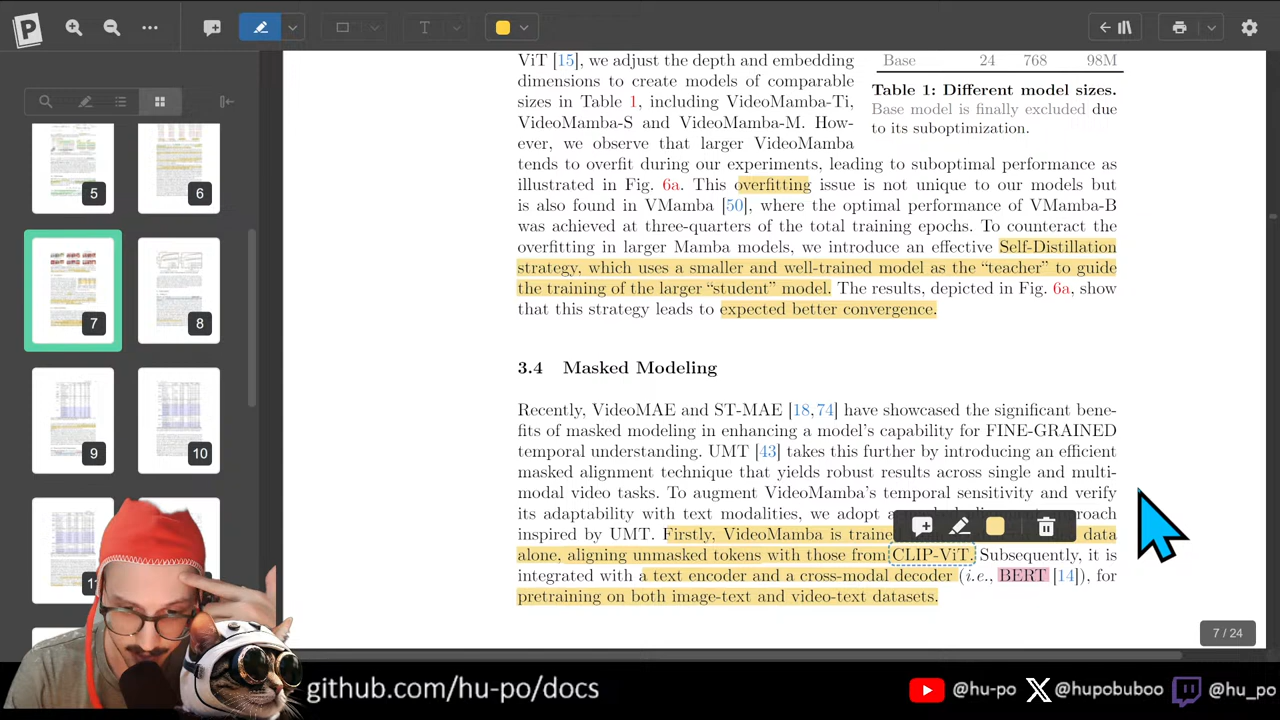 ViT [15], we adjust the depth and embedding
dimensions to create models of comparable
sizes in Table 1, including VideoMamba-Ti,
VideoMamba-S and VideoMamba-M. How-
ever, we observe that larger VideoMamba
Base 24 768 98M
Table 1: Different model sizes.
Base model is finally excluded due
to its suboptimization.
tends to overfit during our experiments, leading to suboptimal performance as
illustrated in Fig. 6a. This overfitting issue is not unique to our models but
is also found in VMamba [50], where the optimal performance of VMamba-B
was achieved at three-quarters of the total training epochs. To counteract the
overfitting in larger Mamba models, we introduce an effective Self-Distillation
strategy, which uses a smaller and well-trained model as the “teacher” to guide
the training of the larger “student” model. The results, depicted in Fig. 6a, show
that this strategy leads to expected better convergence.
3.4 Masked Modeling
Recently, VideoMAE and ST-MAE [18,74] have showcased the significant bene-
fits of masked modeling in enhancing a model’s capability for FINE-GRAINED
temporal understanding. UMT [43] takes this further by introducing an efficient
masked alignment technique that yields robust results across single and multi-
modal video tasks. To augment VideoMamba’s temporal sensitivity and verify
its adaptability with text modalities, we adopt a
inspired by UMT. Firstly, VideoMamba is traine data
alone, aligning unmasked tokens with those from CLIP-ViT. Subsequently, it is
integrated with a text encoder and a cross-modal decoder (i.e., BERT [14]), for
pretraining on both image-text and video-text datasets.
5
6
7
8
9
10
7 / 24
github.com/hu-po/docs
@hu-po
@hupobuboo
@hu_po